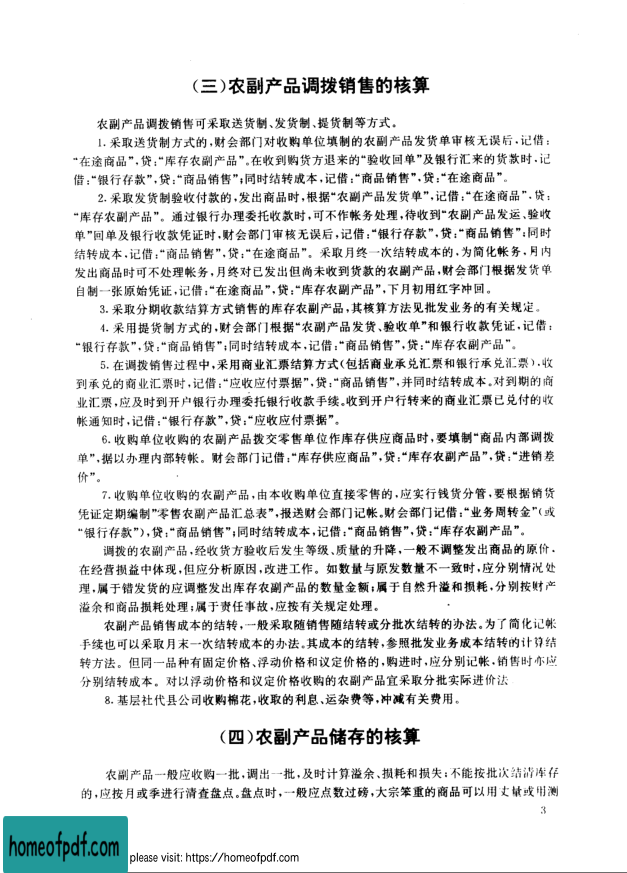 (三)农副产品调拨销售的核算
农副产品调拨销售可采取送货制、发货制、提货制等方式。
1.采取送货制方式的,财会部门对收购单位填制的农副产品发货单审核无误后,记借:
“在途商品”,贷:“库存农副产品”。在收到购货方退来的“验收回单”及银行汇来的货款时,记
借:“银行存款”,贷:“商品销售”;同时结转成本,记借:“商品销售”,贷:“在途商品”。
2.采取发货制验收付款的,发出商品时,根据“农副产品发货单”,记借:“在途商品”,贷:
“库存农副产品”。通过银行办理委托收款时,可不作帐务处理,待收到“农副产品发运、验收
单”回单及银行收款凭证时,财会部门审核无误后,记借:“银行存款”,贷:“商品销售”;同时
结转成本,记借:“商品销售”,贷:“在途商品”。采取月终一次结转成本的,为简化帐务,月内
发出商品时可不处理帐务,月终对已发出但尚未收到货款的农副产品,财会部门根据发货单
自制一张原始凭证,记借:“在途商品”,贷:“库存农副产品”,下月初用红字冲回。
3.采取分期收款结算方式销售的库存农副产品,其核算方法见批发业务的有关规定。
4.采用提货制方式的,财会部门根据“农副产品发货、验收单”和银行收款凭证,记借:
“银行存款”,贷:“商品销售”;同时结转成本,记借:“商品销售”,贷:“库存农副产品”。
5.在调拨销售过程中,采用商业汇票结算方式(包括商业承兑汇票和银行承兑汇票),收
到承兑的商业汇票时,记借:“应收应付票据”,贷:“商品销售”,并同时结转成本。对到期的商
业汇票,应及时到开户银行办理委托银行收款手续。收到开户行转来的商业汇票已兑付的收
帐通知时,记借:“银行存款”,贷:“应收应付票据”。
6.收购单位收购的农副产品拨交零售单位作库存供应商品时,要填制“商品内部调拨
单”,据以办理内部转帐。财会部门记借:“库存供应商品”,贷:“库存农副产品”,贷:“进销差
价”。
7.收购单位收购的农副产品,由本收购单位直接零售的,应实行钱货分管,要根据销货
凭证定期编制“零售农副产品汇总表”,报送财会部门记帐。财会部门记借:“业务周转金”(或
“银行存款”),贷:“商品销售”;同时结转成本,记借:“商品销售”,贷:“库存农副产品”。
调拨的农副产品,经收货方验收后发生等级、质量的升降,一般不调整发出商品的原价,
在经营损益中体现,但应分析原因,改进工作。如数量与原发数量不一致时,应分别情况处
理,属于错发货的应调整发出库存农副产品的数量金额;属于自然升溢和损耗,分别按财产
溢余和商品损耗处理;属于责任事故,应按有关规定处理。
农副产品销售成本的结转,一般采取随销售随结转或分批次结转的办法。为了简化记帐
手续也可以采取月末一次结转成本的办法。其成本的结转,参照批发业务成本结转的计算结
转方法。但同一品种有固定价格、浮动价格和议定价格的,购进时,应分别记帐,销售时亦应
分别结转成本。对以浮动价格和议定价格收购的农副产品宜采取分批实际进价法
8.基层社代县公司收购棉花,收取的利息、运杂费等,冲减有关费用。
(四)农副产品储存的核算
农副产品一般应收购一批,调出一批,及时计算溢余、损耗和损失;不能按批次结清库存
的,应按月或季进行清查盘点。盘点时,一般应点数过磅,大宗笨重的商品可以用丈量或用测
3
homeofpdf.com
please visit: https://homeofpdf.com